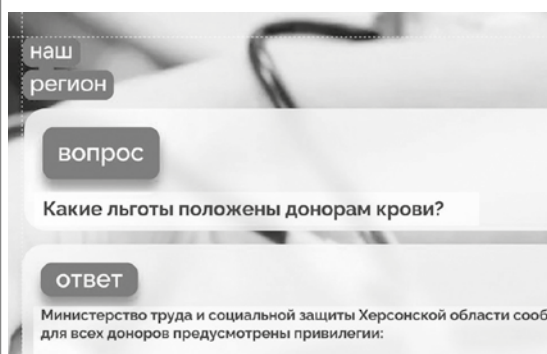 наш
регион
вопрос
Какие льготы положены донорам крови?
ответ
Министерство труда и социальной защиты Херсонской области
для всех доноров предусмотрены привилегии: